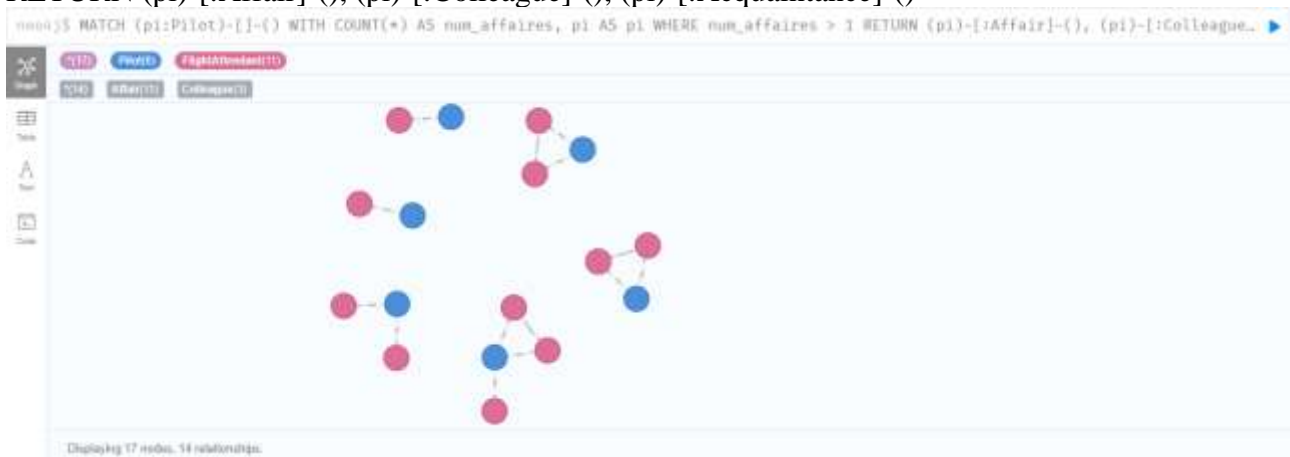 RETURN (pi)-[:Affair]-(), (pi)-[:Colleague]-(), (pi)-[:Acquaintance]-()
neo4j$ MATCH (pi:Pilot)-[]-() WITH COUNT(*) AS num_affaires, pi AS pi WHERE num_affaires > 1 RETURN (pi)-[:Affair]-(), (pi)-[:Colleague…
*(17) Pilot(6) FlightAttendant(11)
*(14) Affair(11) Colleague(3)
Graph
Table
A
Text
Code
Displaying 17 nodes, 14 relationships.